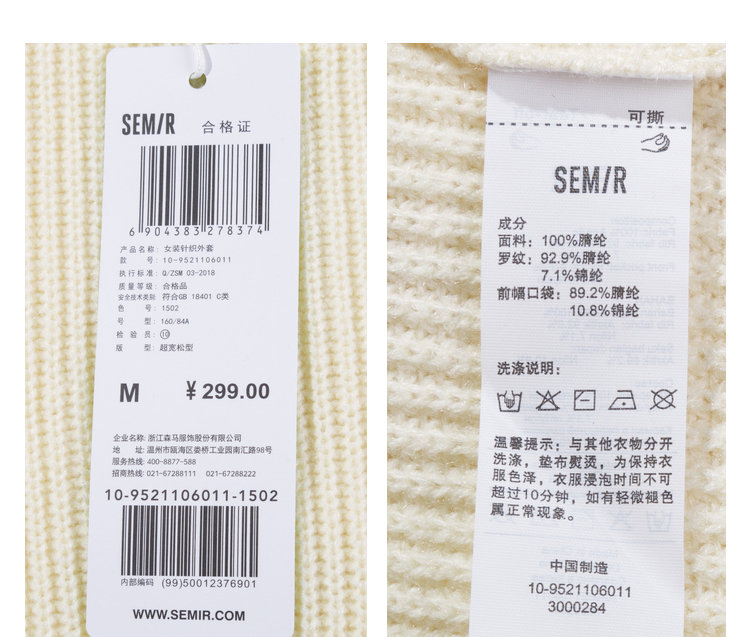 SEM/R 合格证
6 904383 278374
产品名称: 女装针织外套
款 号: 10-9521106011
执行标准: Q/ZSM 03-2018
质量等级: 合格品
安全技术类别: 符合GB 18401 C类
色 号: 1502
号 型: 160/84A
检 验 员: 10
版 型: 超宽松型
M ¥299.00
企业名称: 浙江森马服饰股份有限公司
地 址: 温州市瓯海区娄桥工业园南汇路98号
服务热线: 400-8877-588
招商热线: 021-67288111 021-67288222
10-9521106011-1502
内部编码 (99)50012376901
WWW.SEMIR.COM
可撕
SEM/R
成分
面料: 100%腈纶
罗纹: 92.9%腈纶
7.1%锦纶
前幅口袋: 89.2%腈纶
10.8%锦纶
洗涤说明:
温馨提示: 与其他衣物分开
洗涤, 垫布熨烫, 为保持衣
服色泽, 衣服浸泡时间不可
超过10分钟, 如有轻微褪色
属正常现象。
中国制造
10-9521106011
3000284